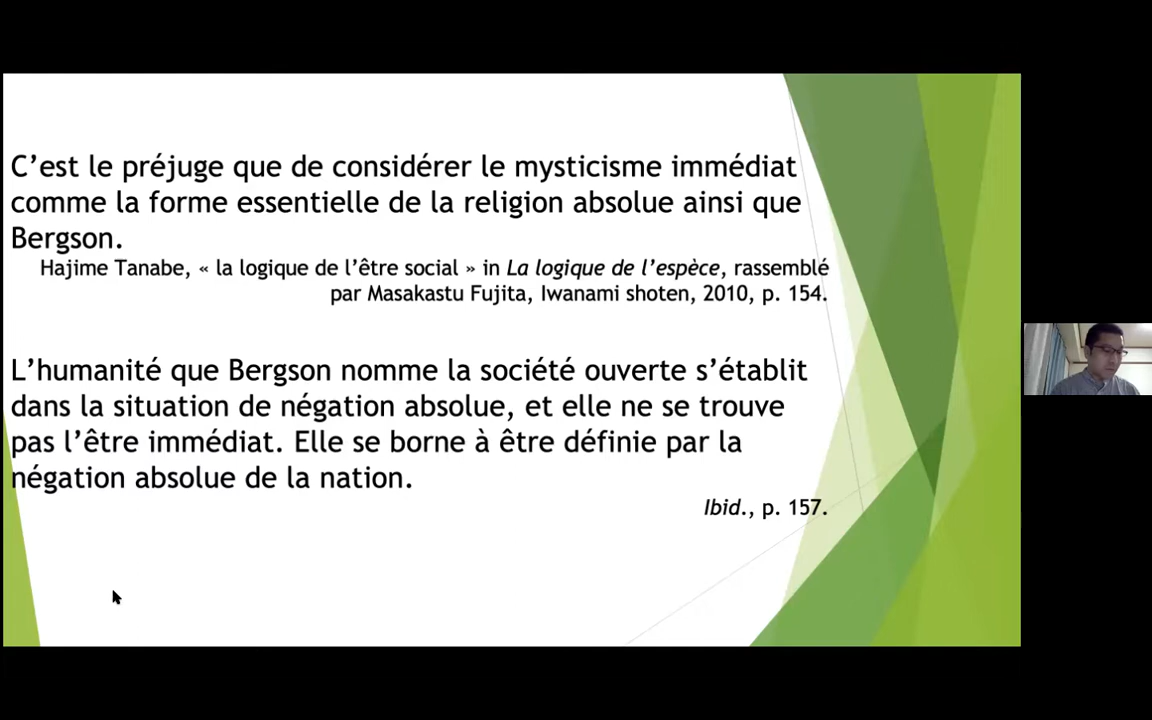 C’est le préjuge que de considérer le mysticisme immédiat
comme la forme essentielle de la religion absolue ainsi que
Bergson.
Hajime Tanabe, « la logique de l’être social » in La logique de l’espèce, rassemblé
par Masakastu Fujita, Iwanami shoten, 2010, p. 154.
L’humanité que Bergson nomme la société ouverte s’établit
dans la situation de négation absolue, et elle ne se trouve
pas l’être immédiat. Elle se borne à être définie par la
négation absolue de la nation.
Ibid., p. 157.